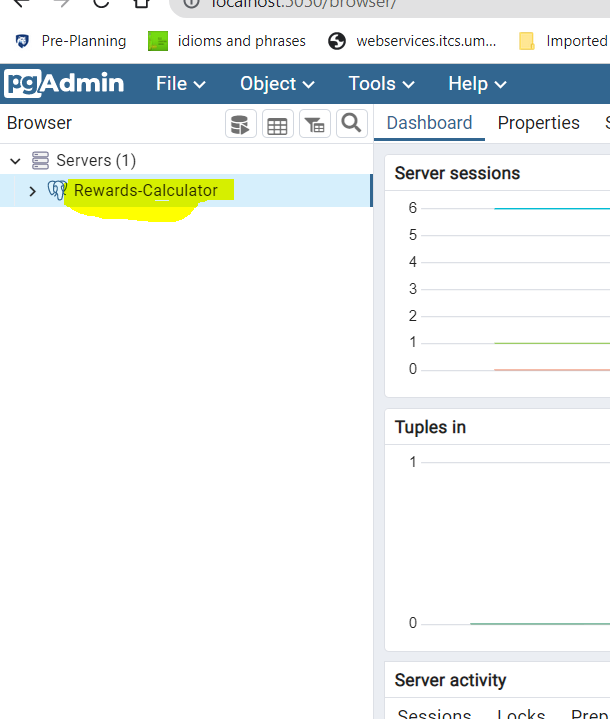 localhost:5050/browser/
Pre-Planning idioms and phrases webservices.itcs.um... Imported
pgAdmin File Object Tools Help
Browser Dashboard Properties S
Servers (1)
Rewards-Calculator
Server sessions
6
5
4
3
2
1
0
Tuples in
1
0
Server activity
Sessions Locks Prep